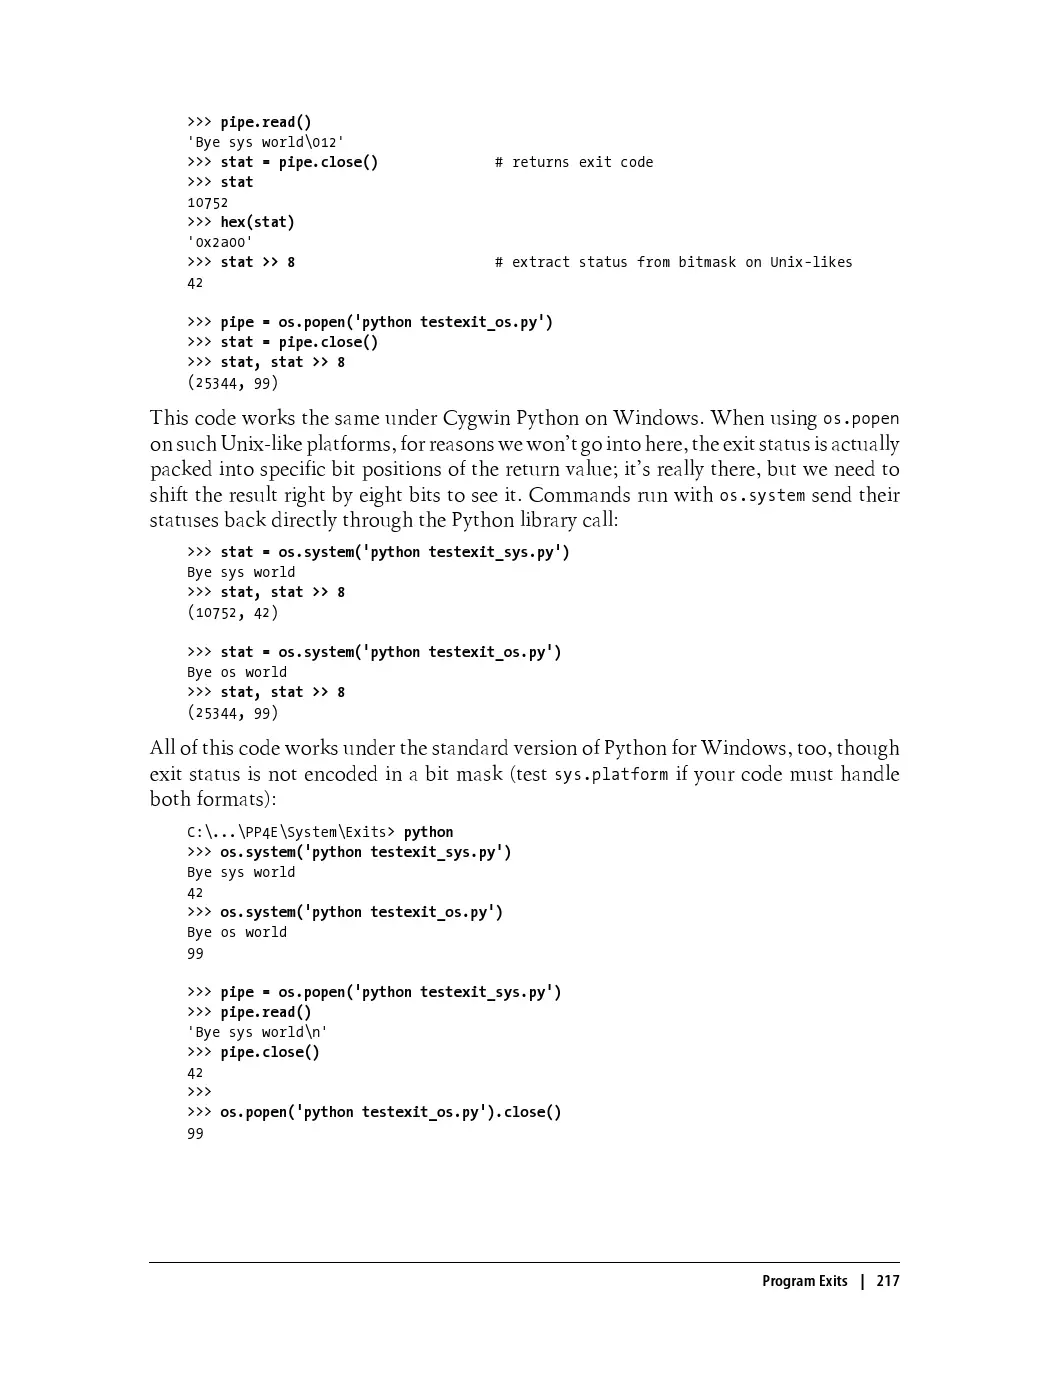 >>> pipe.read()
'Bye sys world\012'
>>> stat = pipe.close()              # returns exit code
>>> stat
10752
>>> hex(stat)
'0x2a00'
>>> stat >> 8                        # extract status from bitmask on Unix-likes
42

>>> pipe = os.popen('python testexit_os.py')
>>> stat = pipe.close()
>>> stat, stat >> 8
(25344, 99)
This code works the same under Cygwin Python on Windows. When using os.popen
on such Unix-like platforms, for reasons we won't go into here, the exit status is actually
packed into specific bit positions of the return value; it's really there, but we need to
shift the result right by eight bits to see it. Commands run with os.system send their
statuses back directly through the Python library call:
>>> stat = os.system('python testexit_sys.py')
Bye sys world
>>> stat, stat >> 8
(10752, 42)

>>> stat = os.system('python testexit_os.py')
Bye os world
>>> stat, stat >> 8
(25344, 99)
All of this code works under the standard version of Python for Windows, too, though
exit status is not encoded in a bit mask (test sys.platform if your code must handle
both formats):
C:\...\PP4E\System\Exits> python
>>> os.system('python testexit_sys.py')
Bye sys world
42
>>> os.system('python testexit_os.py')
Bye os world
99

>>> pipe = os.popen('python testexit_sys.py')
>>> pipe.read()
'Bye sys world\n'
>>> pipe.close()
42
>>>
>>> os.popen('python testexit_os.py').close()
99
Program Exits | 217